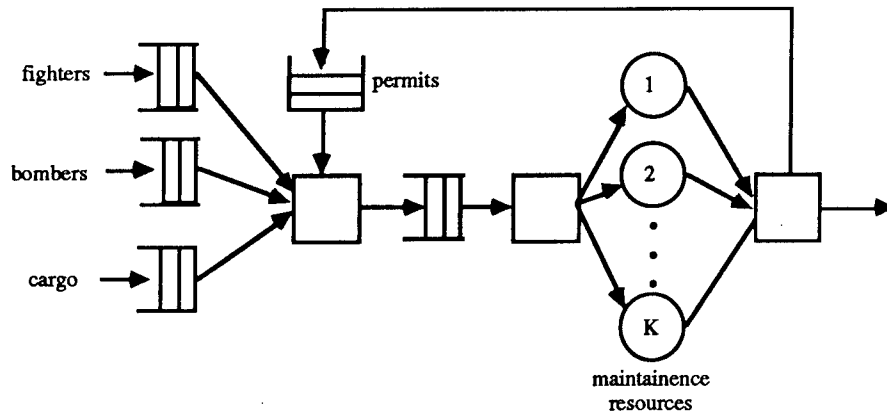 fighters
permits
bombers
cargo
1
2
K
maintainence
resources